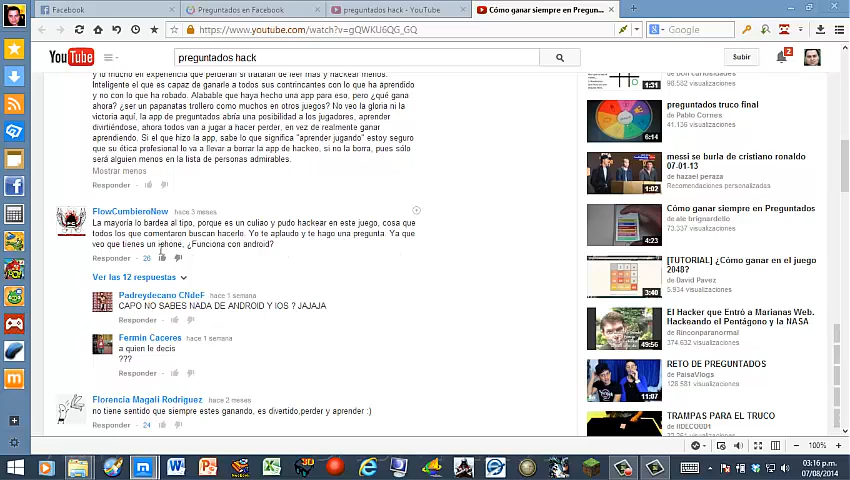 Facebook
Preguntados en Facebook
preguntados hack - YouTube
Cómo ganar siempre en Pregun...
https://www.youtube.com/watch?v=gQWKU6QG_GQ
Google
You Tube
preguntados hack
Subir
2
y lo mucho en experiencia que perderían si trataran de leer más y hackear menos.
Inteligente el que es capaz de ganarle a todos sus contrincantes con lo que ha aprendido
y no con lo que ha robado. Alabable que haya hecho una app para eso, pero ¿qué gana
ahora? ¿ser un papanatas trollero como muchos en otros juegos? No veo la gloria ni la
victoria aquí, la app de preguntados abría una posibilidad a los jugadores, aprender
divirtiéndose, ahora todos van a jugar a hacer perder, en vez de realmente ganar
aprendiendo. Si el que hizo la app, sabe lo que significa "aprender jugando" estoy seguro
que su ética profesional lo va a llevar a borrar la app de hackeo, si no la borra, pues sólo
será alguien menos en la lista de personas admirables.
Mostrar menos
Responder
FlowCumbieroNew hace 3 meses
La mayoría lo bardea al tipo, porque es un culiao y pudo hackear en este juego, cosa que
todos los que comentaron buscan hacerlo. Yo te aplaudo y te hago una pregunta. Ya que
veo que tienes un iphone, ¿Funciona con android?
Responder 26
Ver las 12 respuestas
Padreydecano CNdeF hace 1 semana
CAPO NO SABES NADA DE ANDROID Y IOS ? JAJAJA
Responder
Fermin Caceres hace 1 semana
a quien le decis
???
Responder
Florencia Magali Rodriguez hace 2 meses
no tiene sentido que siempre estes ganando, es divertido,perder y aprender :)
Responder 24
1:31
98.582 visualizaciones
preguntados truco final
de Pablo Cornes
41.136 visualizaciones
6:14
messi se burla de cristiano ronaldo
07-01-13
de hazael peraza
Recomendaciones personalizadas
1:02
Cómo ganar siempre en Preguntados
de ale brignardello
73.337 visualizaciones
4:23
[TUTORIAL] ¿Cómo ganar en el juego
2048?
de David Pavez
5.934 visualizaciones
3:40
El Hacker que Entró a Marianas Web.
Hackeando el Pentágono y la NASA
de Rinconparanormal
374.632 visualizaciones
49:56
RETO DE PREGUNTADOS
de PaisaVlogs
128.581 visualizaciones
11:07
TRAMPAS PARA EL TRUCO
100%
03:16 p.m.
07/08/2014